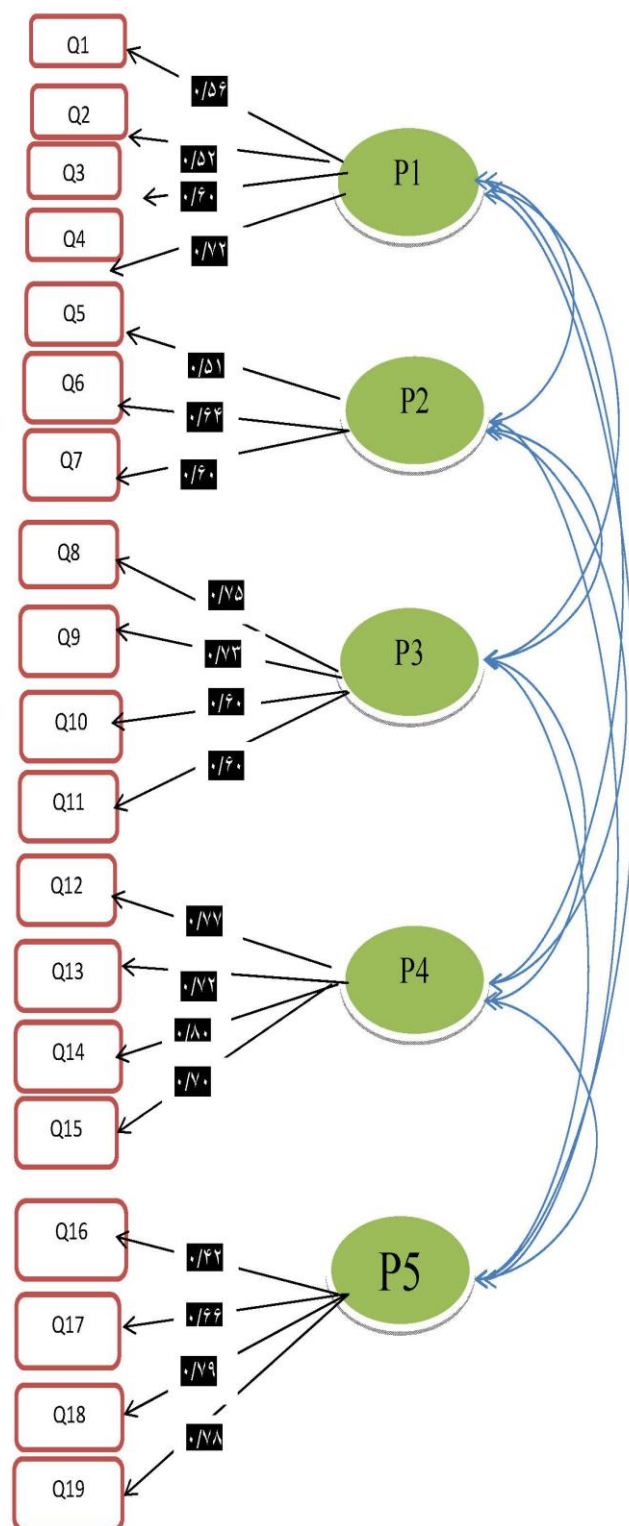 Q1
۰/۵۶
Q2
۰/۵۲
P1
Q3
۰/۶۰
Q4
۰/۷۲
Q5
۰/۵۱
Q6
۰/۶۴
P2
Q7
۰/۶۰
Q8
۰/۷۵
Q9
۰/۷۳
P3
Q10
۰/۶۰
Q11
۰/۶۰
Q12
۰/۷۷
Q13
۰/۷۲
P4
Q14
۰/۸۰
Q15
۰/۷۰
Q16
۰/۴۲
P5
Q17
۰/۶۶
Q18
۰/۷۹
Q19
۰/۷۸